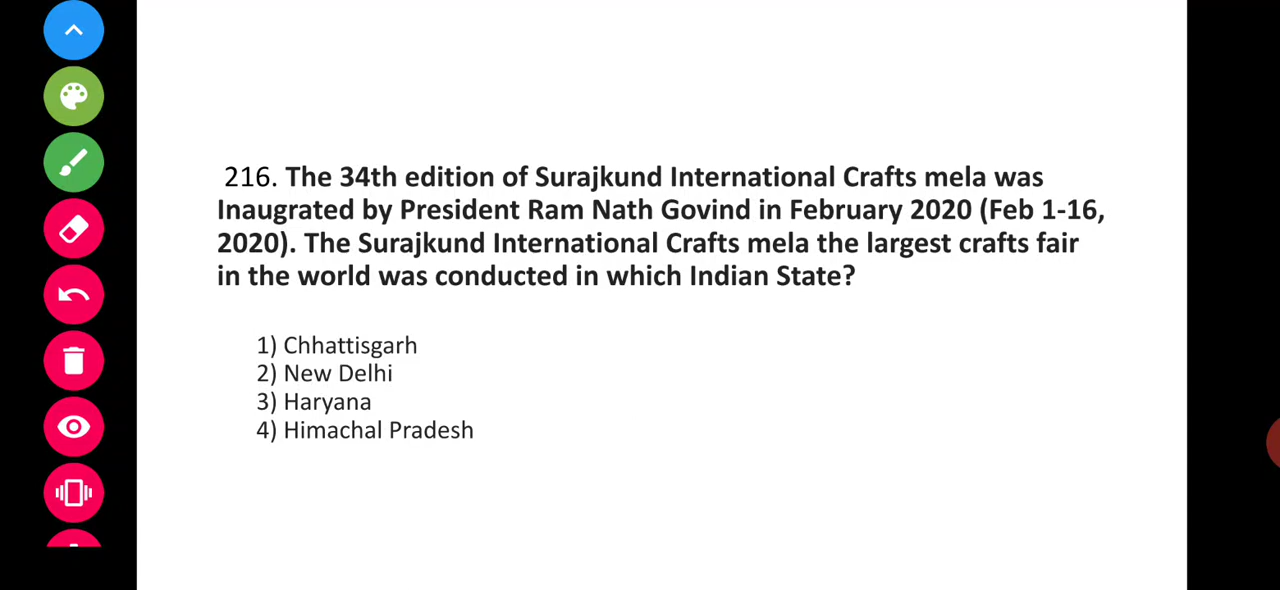 216. The 34th edition of Surajkund International Crafts mela was
Inaugrated by President Ram Nath Govind in February 2020 (Feb 1-16,
2020). The Surajkund International Crafts mela the largest crafts fair
in the world was conducted in which Indian State?
1) Chhattisgarh
2) New Delhi
3) Haryana
4) Himachal Pradesh